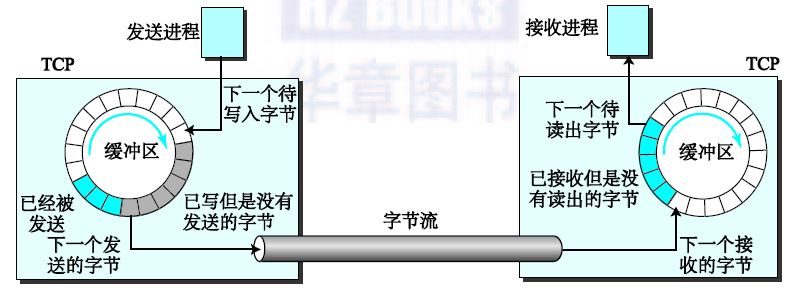 HZ BOOKS
华章图书
发送进程
接收进程
TCP
TCP
下一个待
写入字节
下一个待
读出字节
缓冲区
缓冲区
已接收但是没
有读出的字节
已经被
发送
已写但是没有
发送的字节
字节流
下一个发
送的字节
下一个接
收的字节